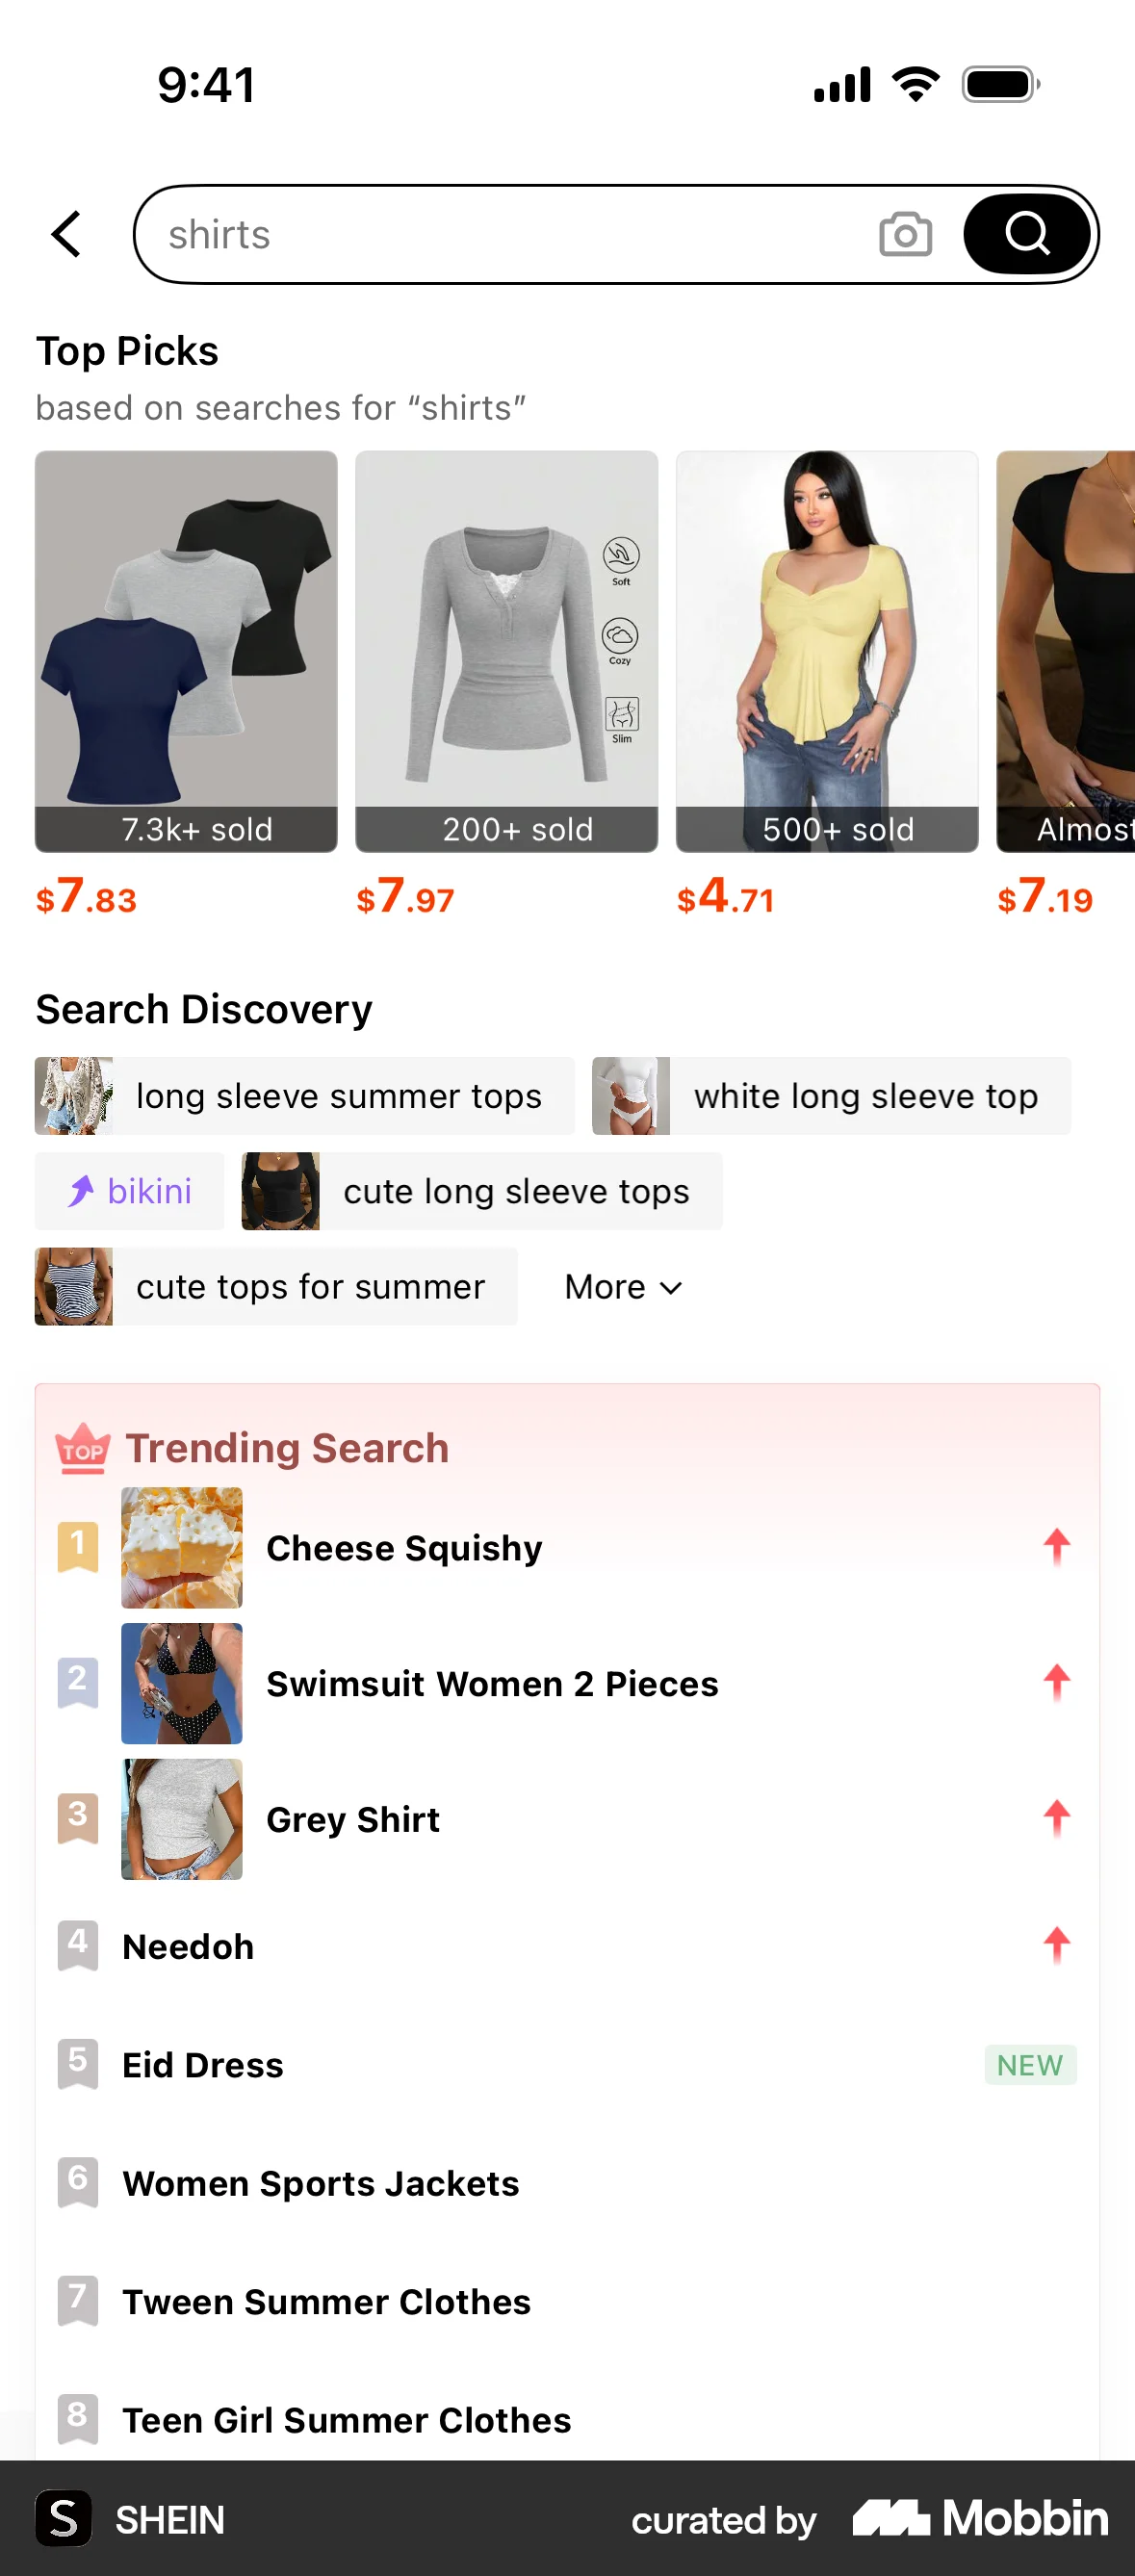 9:41
shirts
Top Picks
based on searches for “shirts”
Soft
Cozy
Slim
7.3k+ sold
200+ sold
500+ sold
Almost
$7.83
$7.97
$4.71
$7.19
Search Discovery
long sleeve summer tops
white long sleeve top
bikini
cute long sleeve tops
cute tops for summer
More
TOP Trending Search
1 Cheese Squishy
2 Swimsuit Women 2 Pieces
3 Grey Shirt
4 Needoh
5 Eid Dress NEW
6 Women Sports Jackets
7 Tween Summer Clothes
8 Teen Girl Summer Clothes
S SHEIN
curated by Mobbin